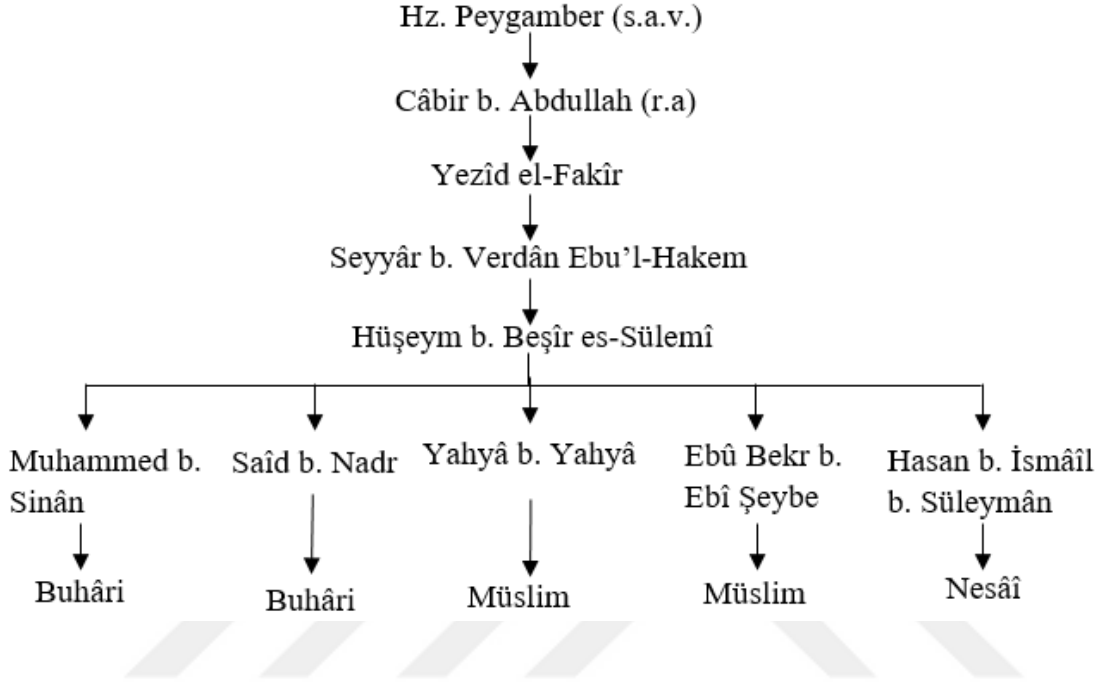 Hz. Peygamber (s.a.v.)
Câbir b. Abdullah (r.a)
Yezîd el-Fakîr
Seyyâr b. Verdân Ebu’l-Hakem
Hüşeym b. Beşîr es-Sülemî
Muhammed b.
Sinân
Saîd b. Nadr
Yahyâ b. Yahyâ
Ebû Bekr b.
Ebî Şeybe
Hasan b. İsmâîl
b. Süleymân
Buhâri
Buhâri
Müslim
Müslim
Nesâî